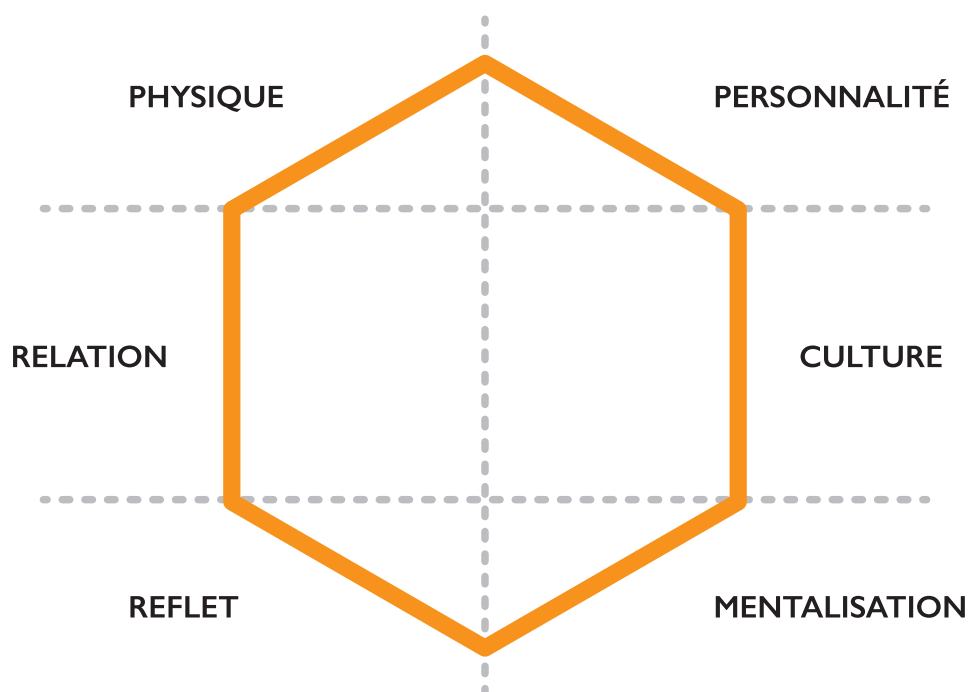 PHYSIQUE
PERSONNALITÉ
RELATION
CULTURE
REFLET
MENTALISATION